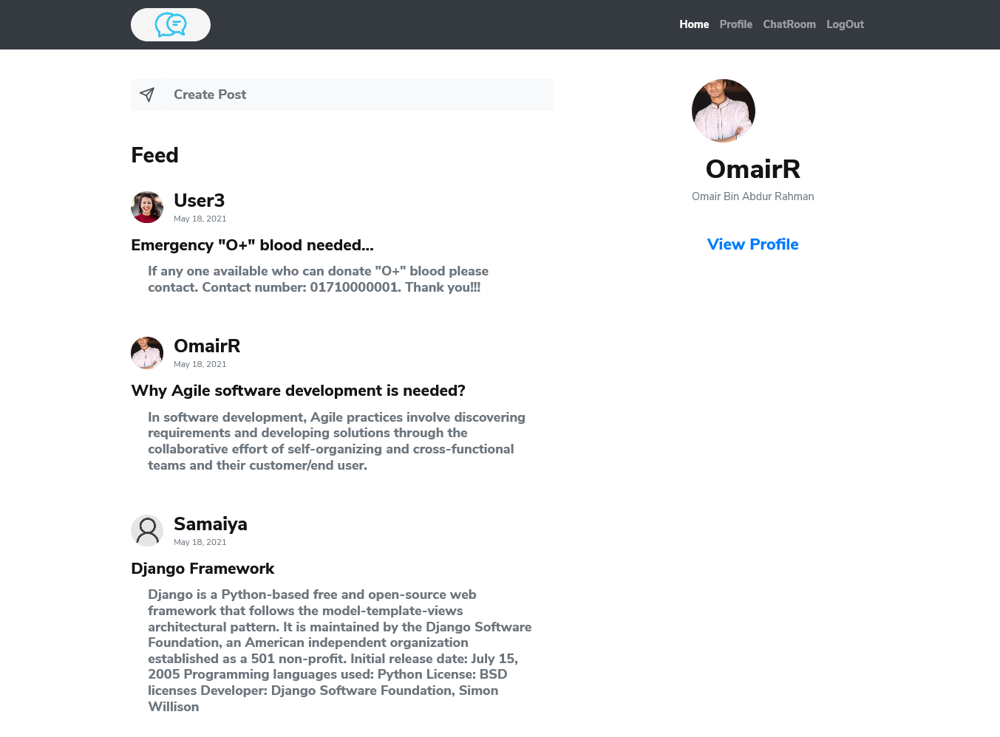 Home Profile ChatRoom LogOut
Create Post
Feed
User3
May 18, 2021
Emergency "O+" blood needed...
If any one available who can donate "O+" blood please
contact. Contact number: 01710000001. Thank you!!!
OmairR
May 18, 2021
Why Agile software development is needed?
In software development, Agile practices involve discovering
requirements and developing solutions through the
collaborative effort of self-organizing and cross-functional
teams and their customer/end user.
Samaiya
May 18, 2021
Django Framework
Django is a Python-based free and open-source web
framework that follows the model-template-views
architectural pattern. It is maintained by the Django Software
Foundation, an American independent organization
established as a 501 non-profit. Initial release date: July 15,
2005 Programming languages used: Python License: BSD
licenses Developer: Django Software Foundation, Simon
Willison
OmairR
Omair Bin Abdur Rahman
View Profile